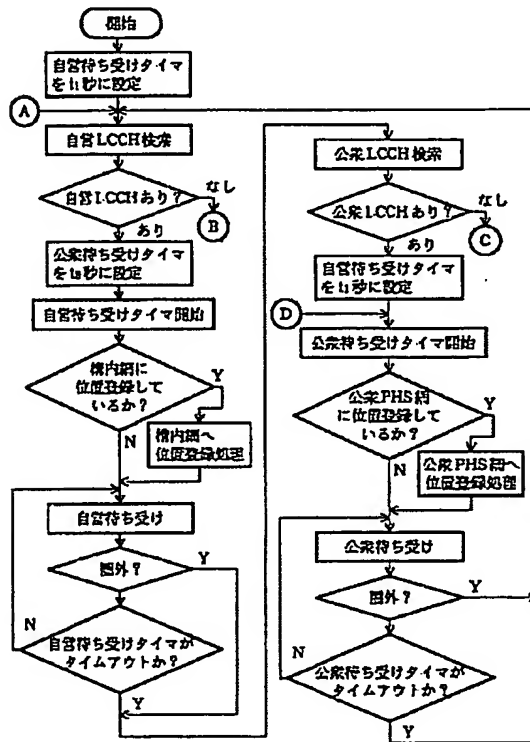 開始
自営待ち受けタイマ
をt1秒に設定
A
自営LCCH検索
自営LCCHあり?
なし
B
あり
公衆待ち受けタイマ
秒に設定
自営待ち受けタイマ開始
構内網に
位置登録して
いるか?
Y
N
構内網へ
位置登録処理
自営待ち受け
圏外?
Y
N
自営待ち受けタイマが
タイムアウトか?
Y
公衆LCCH検索
公衆LCCHあり?
なし
C
あり
自営待ち受けタイマ
をt1秒に設定
D
公衆待ち受けタイマ開始
公衆PHS網
に位置登録して
いるか?
Y
N
公衆PHS網へ
位置登録処理
公衆待ち受け
圏外?
Y
N
公衆待ち受けタイマが
タイムアウトか?
Y